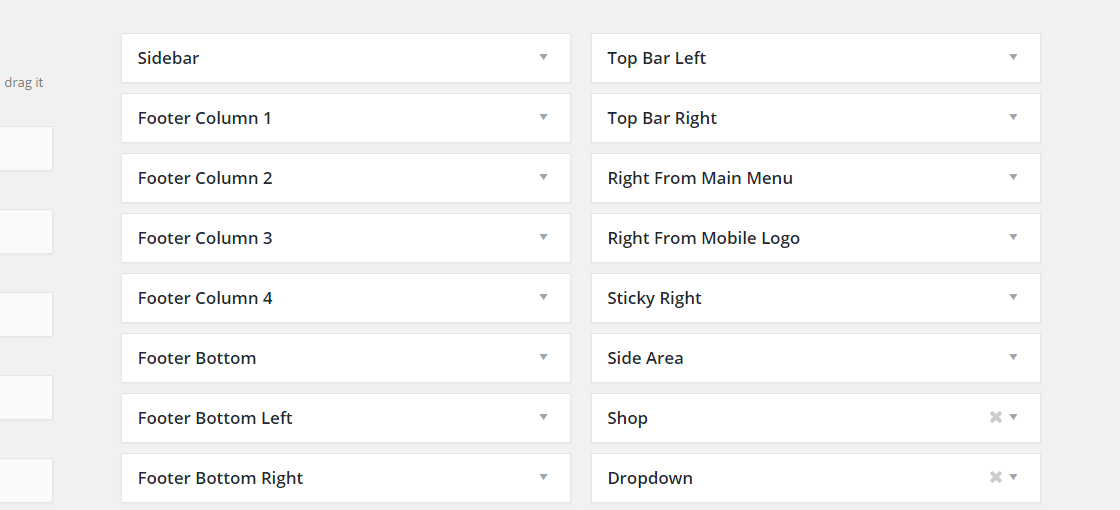 drag it
Sidebar
Footer Column 1
Footer Column 2
Footer Column 3
Footer Column 4
Footer Bottom
Footer Bottom Left
Footer Bottom Right
Top Bar Left
Top Bar Right
Right From Main Menu
Right From Mobile Logo
Sticky Right
Side Area
Shop
Dropdown